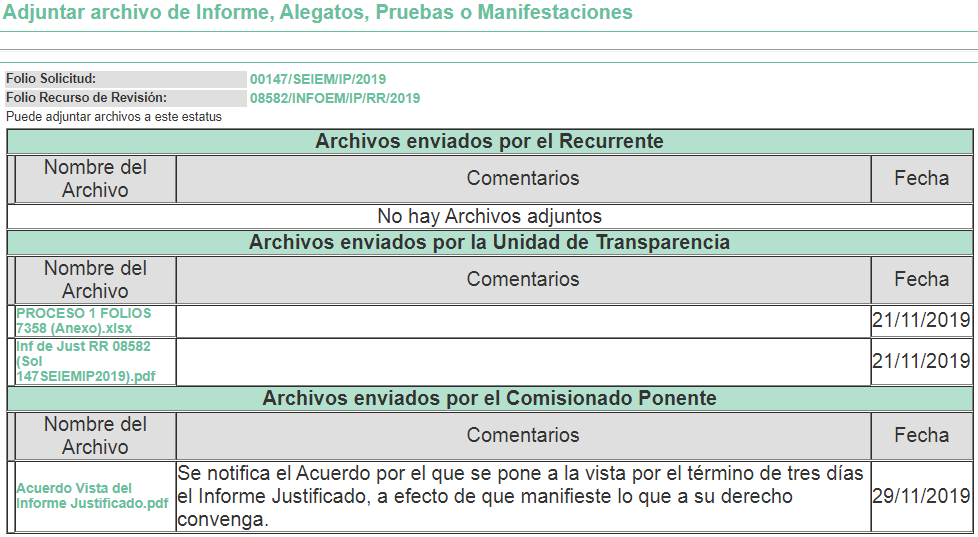 Adjuntar archivo de Informe, Alegatos, Pruebas o Manifestaciones
Folio Solicitud: 00147/SEIEM/IP/2019
Folio Recurso de Revisión: 08582/INFOEM/IP/RR/2019
Puede adjuntar archivos a este estatus
Archivos enviados por el Recurrente
Nombre del
Archivo
Comentarios
Fecha
No hay Archivos adjuntos
Archivos enviados por la Unidad de Transparencia
Nombre del
Archivo
Comentarios
Fecha
PROCESO 1 FOLIOS
7358 (Anexo).xlsx
21/11/2019
Inf de Just RR 08582
(Sol
147SEIEMIP2019).pdf
21/11/2019
Archivos enviados por el Comisionado Ponente
Nombre del
Archivo
Comentarios
Fecha
Acuerdo Vista del
Informe Justificado.pdf
Se notifica el Acuerdo por el que se pone a la vista por el término de tres días
el Informe Justificado, a efecto de que manifieste lo que a su derecho
convenga.
29/11/2019